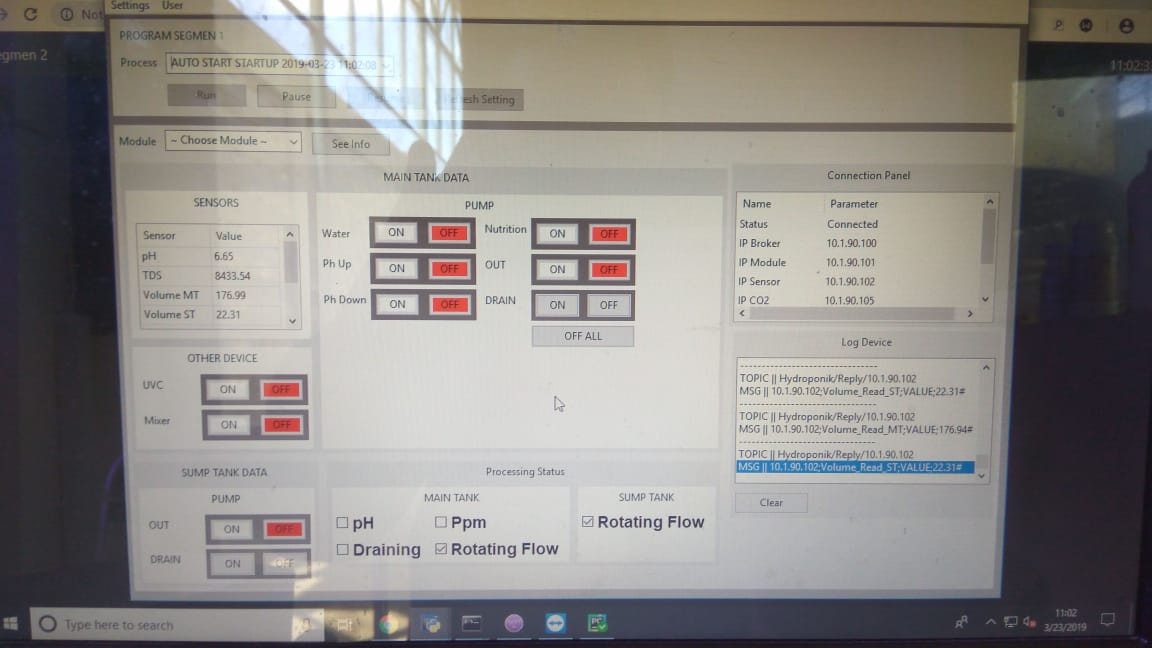 Settings User
Not
egmen 2
11:02:3
PROGRAM SEGMEN 1
Process AUTO START STARTUP 2019-03-23 11:02:08
Run Pause esh Setting
Module ~ Choose Module ~ See Info
MAIN TANK DATA
SENSORS
Sensor Value
pH 6.65
TDS 8433.54
Volume MT 176.99
Volume ST 22.31
PUMP
Water ON OFF Nutrition ON OFF
Ph Up ON OFF OUT ON OFF
Ph Down ON OFF DRAIN ON OFF
OFF ALL
OTHER DEVICE
UVC ON OFF
Mixer ON OFF
SUMP TANK DATA
PUMP
OUT ON OFF
DRAIN ON OFF
Processing Status
MAIN TANK
pH Ppm
Draining Rotating Flow
SUMP TANK
Rotating Flow
Connection Panel
Name Parameter
Status Connected
IP Broker 10.1.90.100
IP Module 10.1.90.101
IP Sensor 10.1.90.102
IP CO2 10.1.90.105
Log Device
--------------------------------
TOPIC || Hydroponik/Reply/10.1.90.102
MSG || 10.1.90.102;Volume_Read_ST;VALUE;22.31#
--------------------------------
TOPIC || Hydroponik/Reply/10.1.90.102
MSG || 10.1.90.102;Volume_Read_MT;VALUE;176.94#
--------------------------------
TOPIC || Hydroponik/Reply/10.1.90.102
MSG || 10.1.90.102;Volume_Read_ST;VALUE;22.31#
Clear
Type here to search
PC
11:02
3/23/2019